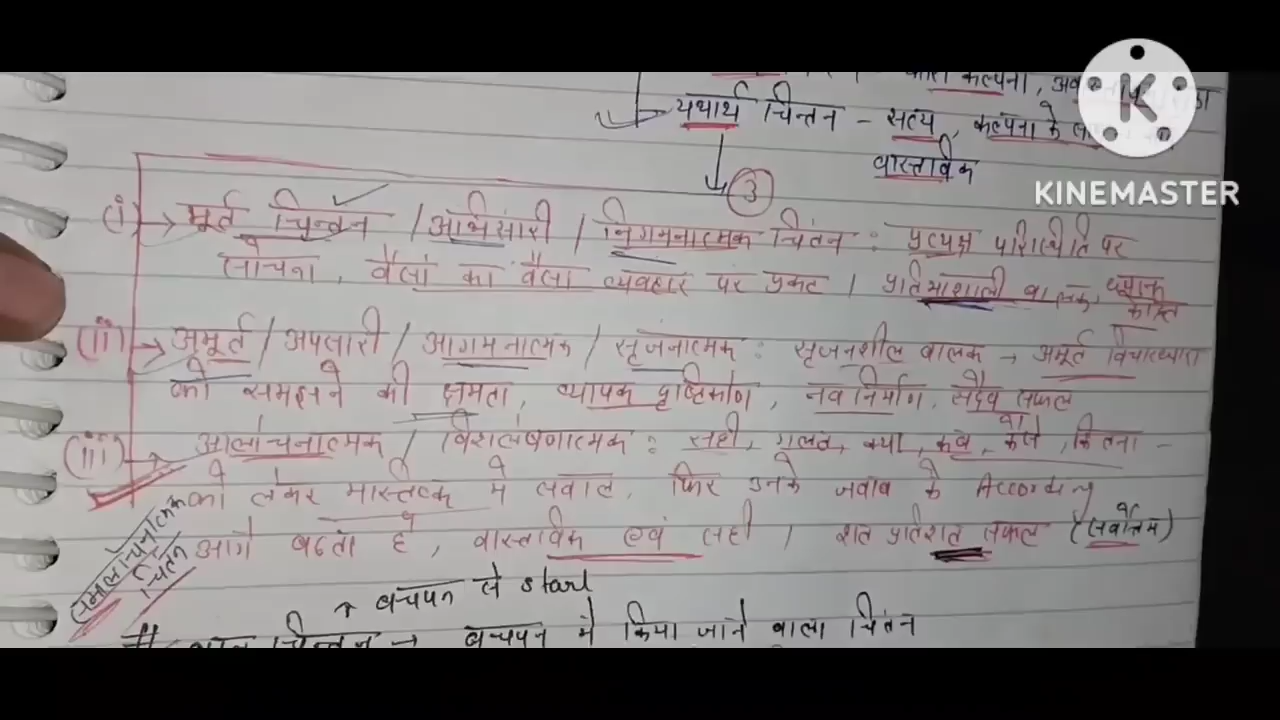 कल्पना,
→ यथार्थ चिन्तन - सत्य, कल्पना के
वास्तविक
3
KINEMASTER
(i) → मूर्त चिन्तन / अभिसारी / निगमनात्मक चिंतन : प्रत्यक्ष परिस्थिति पर
सोचना, वैसा का वैसा व्यवहार पर प्रकट । प्रतिभाशाली बालक,
(ii) → अमूर्त / अपसारी / आगमनात्मक / सृजनात्मक : सृजनशील बालक → अमूर्त विचारधारा
को समझने की क्षमता, व्यापक दृष्टिकोण, नवनिर्माण, सदैव सफल
(iii) → आलोचनात्मक / विश्लेषणात्मक : सही, गलत, क्या, कब, कैसे, कितना -
को लेकर मास्तिष्क मे सवाल, फिर उनके जवाब के According
आगे बढता है, वास्तविक एवं सही । शत प्रतिशत सफल (सर्वोत्तम)
समालोचनात्मक
चिंतन
बचपन से start
# चिन्तन → बचपन में किया जाने वाला चिंतन